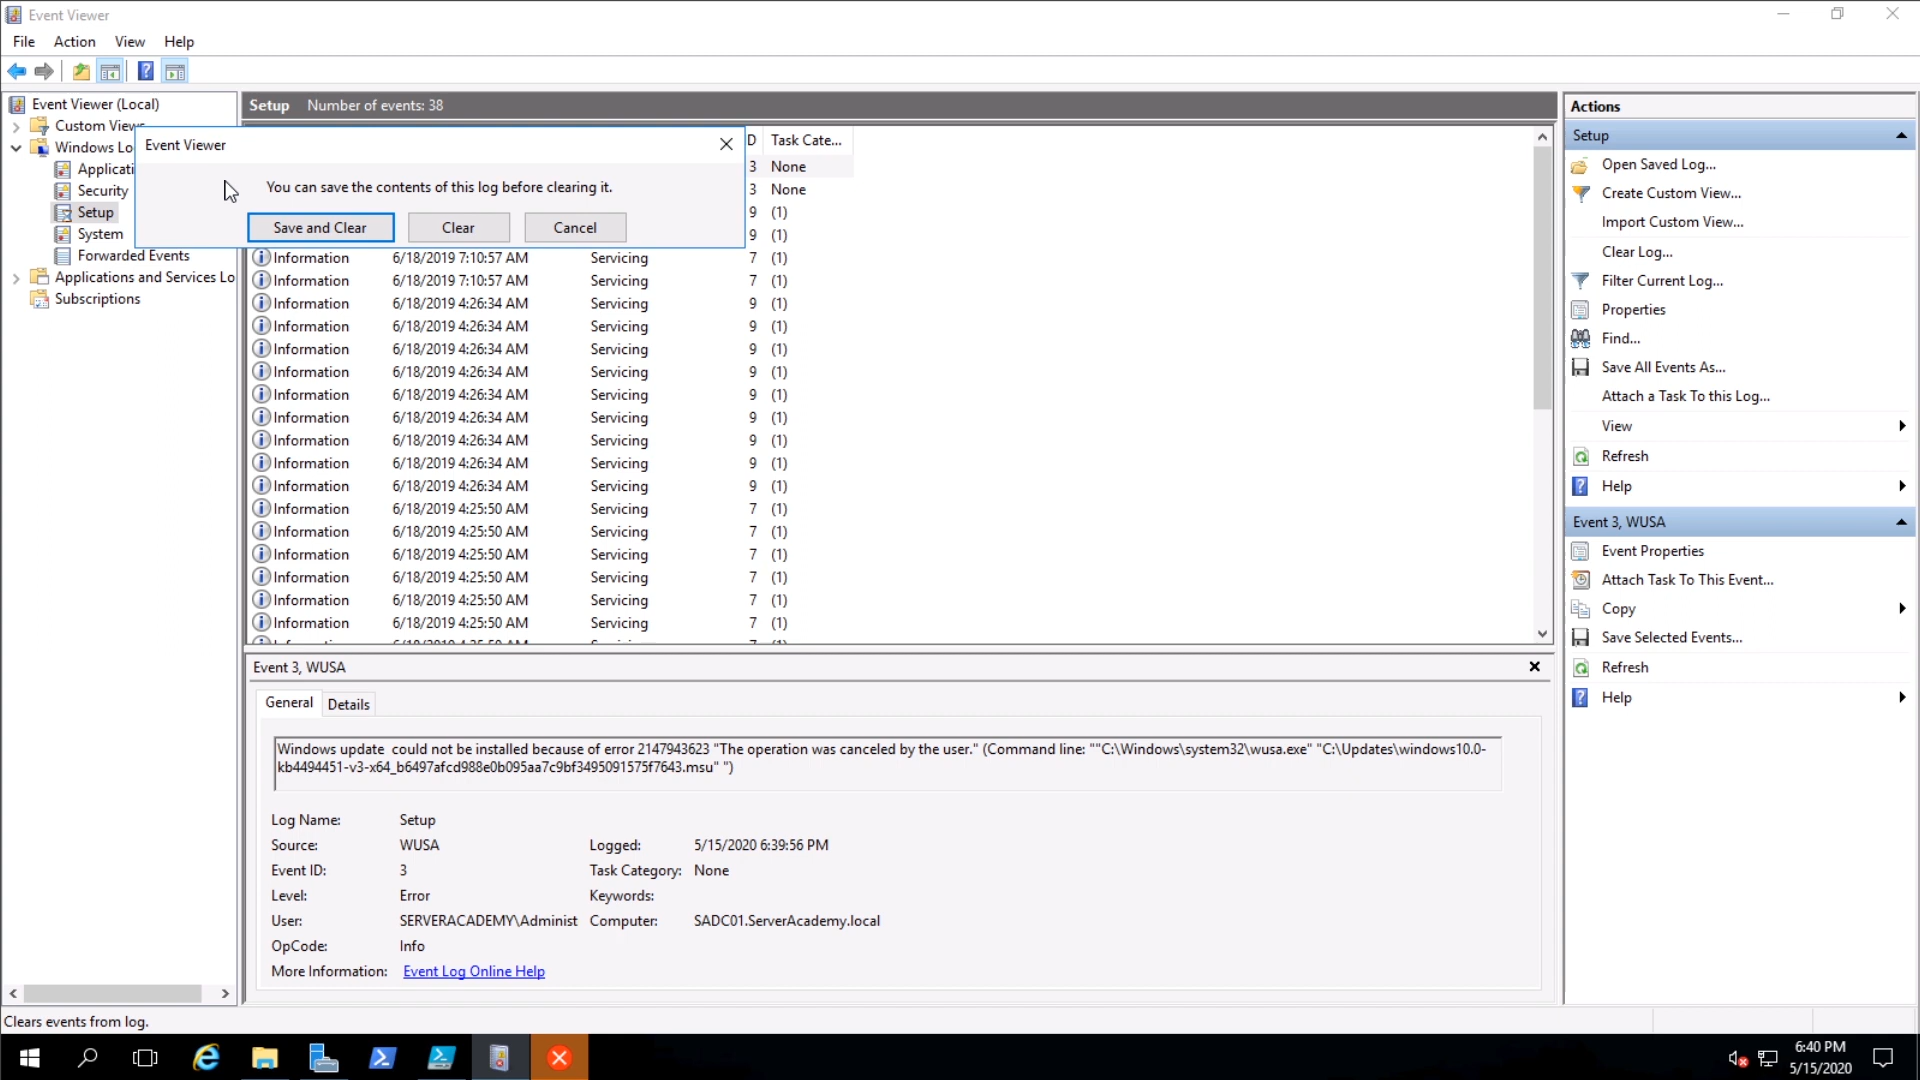 Event Viewer
File Action View Help
Event Viewer (Local)
Custom Views
Windows Lo
Applicati
Security
Setup
System
Forwarded Events
Applications and Services Lo
Subscriptions
Setup Number of events: 38
D Task Cate...
3 None
3 None
9 (1)
9 (1)
Event Viewer
You can save the contents of this log before clearing it.
Save and Clear Clear Cancel
Information 6/18/2019 7:10:57 AM Servicing 7 (1)
Information 6/18/2019 7:10:57 AM Servicing 7 (1)
Information 6/18/2019 4:26:34 AM Servicing 9 (1)
Information 6/18/2019 4:26:34 AM Servicing 9 (1)
Information 6/18/2019 4:26:34 AM Servicing 9 (1)
Information 6/18/2019 4:26:34 AM Servicing 9 (1)
Information 6/18/2019 4:26:34 AM Servicing 9 (1)
Information 6/18/2019 4:26:34 AM Servicing 9 (1)
Information 6/18/2019 4:26:34 AM Servicing 9 (1)
Information 6/18/2019 4:26:34 AM Servicing 9 (1)
Information 6/18/2019 4:26:34 AM Servicing 9 (1)
Information 6/18/2019 4:25:50 AM Servicing 7 (1)
Information 6/18/2019 4:25:50 AM Servicing 7 (1)
Information 6/18/2019 4:25:50 AM Servicing 7 (1)
Information 6/18/2019 4:25:50 AM Servicing 7 (1)
Information 6/18/2019 4:25:50 AM Servicing 7 (1)
Information 6/18/2019 4:25:50 AM Servicing 7 (1)
Event 3, WUSA
General Details
Windows update  could not be installed because of error 2147943623 "The operation was canceled by the user." (Command line: ""C:\Windows\system32\wusa.exe" "C:\Updates\windows10.0-
kb4494451-v3-x64_b6497afcd988e0b095aa7c9bf3495091575f7643.msu" ")
Log Name: Setup
Source: WUSA Logged: 5/15/2020 6:39:56 PM
Event ID: 3 Task Category: None
Level: Error Keywords:
User: SERVERACADEMY\Administ Computer: SADC01.ServerAcademy.local
OpCode: Info
More Information: Event Log Online Help
Actions
Setup
Open Saved Log...
Create Custom View...
Import Custom View...
Clear Log...
Filter Current Log...
Properties
Find...
Save All Events As...
Attach a Task To this Log...
View
Refresh
Help
Event 3, WUSA
Event Properties
Attach Task To This Event...
Copy
Save Selected Events...
Refresh
Help
Clears events from log.
6:40 PM
5/15/2020